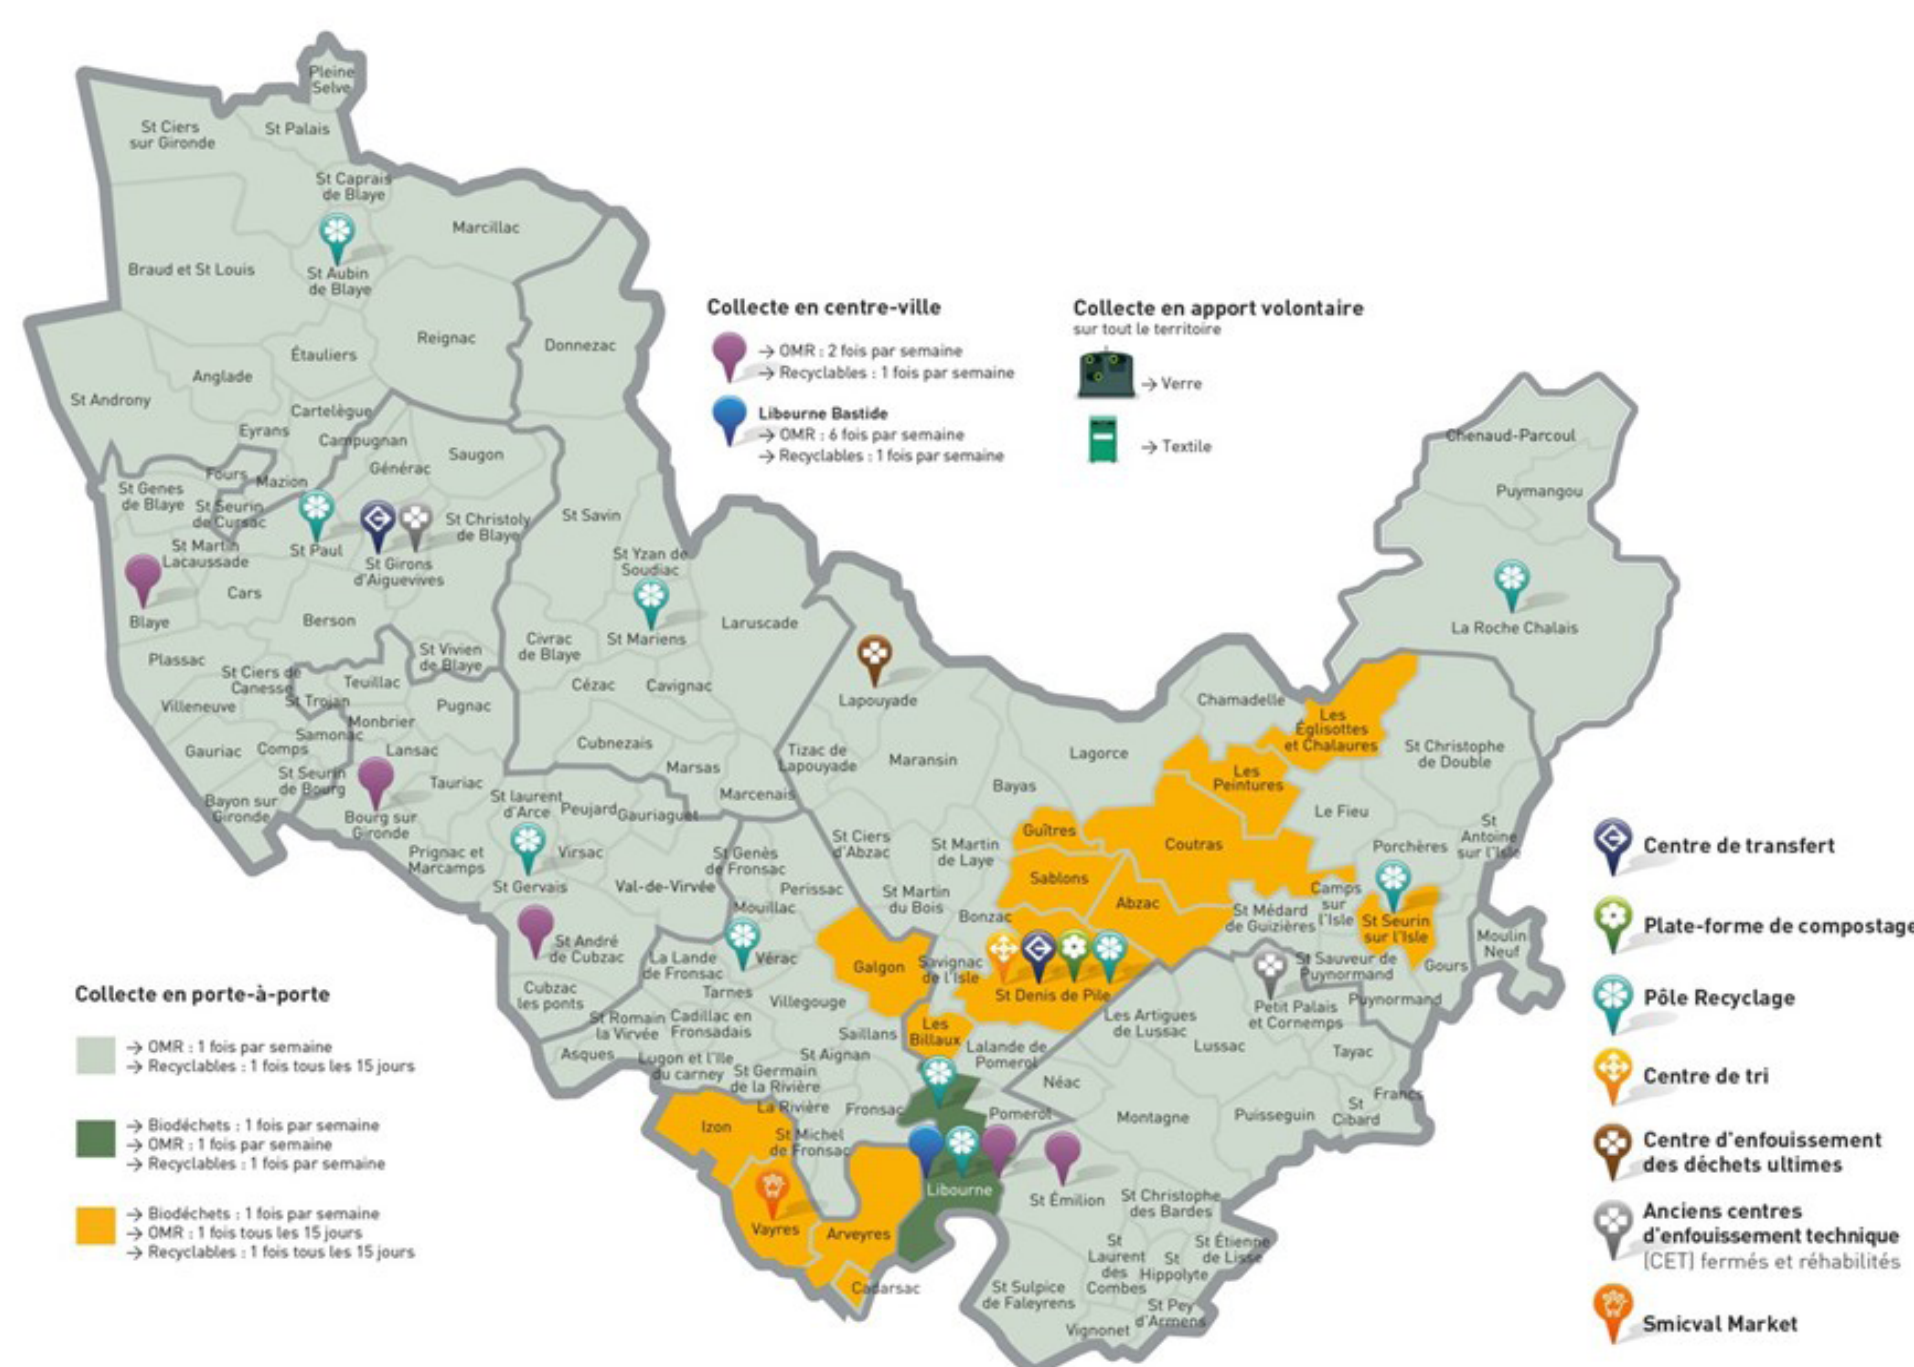 Pleine
Selve
St Ciers
sur Gironde
St Palais
St Caprais
de Blaye
Marcillac
Braud et St Louis
St Aubin
de Blaye
Reignac
Donnezac
Étauliers
Anglade
St Androny
Cartelègue
Eyrans
Campugnan
Saugon
Générac
Fours
Mazion
St Genes
de Blaye
St Seurin
de Cursac
St Christoly
de Blaye
St Savin
St Martin
Lacaussade
St Paul
St Girons
d'Aiguevives
St Yzan de
Soudiac
Cars
Blaye
Berson
Civrac
de Blaye
St Mariens
Laruscade
St Vivien
de Blaye
Plassac
St Ciers de
Canesse
Teuillac
Cézac
Cavignac
St Trojan
Villeneuve
Pugnac
Monbrier
Samonac
Gauriac
Comps
Lansac
Cubnezais
Marsas
St Seurin
de Bourg
Tauriac
Marcenais
Bayon sur
Gironde
Bourg sur
Gironde
St laurent
d'Arce
Peujard
Gauriaguet
Prignac et
Marcamps
Virsac
St Gervais
Val-de-Virvée
St Genès
de Fronsac
Perissac
Mouillac
St André
de Cubzac
La Lande
de Fronsac
Vérac
Cubzac
les ponts
Tarnes
Villegouge
St Romain
la Virvée
Cadillac en
Fronsadais
Saillans
Asques
Lugon et l'Ile
du carney
St Germain
de la Rivière
St Aignan
La Rivière
Fronsac
Izon
St Michel
de Fronsac
Vayres
Arveyres
Cadarsac
Lapouyade
Tizac de
Lapouyade
Maransin
Bayas
Lagorce
Chamadelle
Les
Églisottes
et Chalaures
St Christophe
de Double
Les
Peintures
Le Fieu
Guîtres
Coutras
St Ciers
d'Abzac
St Martin
de Laye
Porchères
St
Antoine
sur l'Isle
Sablons
Abzac
St Martin
du Bois
Bonzac
Camps
sur
l'Isle
St Médard
de Guizières
St Seurin
sur l'Isle
Moulin
Neuf
Galgon
Savignac
de l'Isle
St Denis de Pile
St Sauveur de
Puynormand
Gours
Puynormand
Petit Palais
et Cornemps
Les
Billaux
Les Artigues
de Lussac
Lalande de
Pomerol
Lussac
Tayac
Néac
Pomerol
Montagne
Puisseguin
St
Cibard
Francs
Libourne
St Émilion
St Christophe
des Bardes
St
Laurent
des
Combes
St
Hippolyte
St Étienne
de Lisse
St Sulpice
de Faleyrens
St Pey
d'Armens
Vignonet
Chenaud-Parcoul
Puymangou
La Roche Chalais
Collecte en centre-ville
→ OMR : 2 fois par semaine
→ Recyclables : 1 fois par semaine
Libourne Bastide
→ OMR : 6 fois par semaine
→ Recyclables : 1 fois par semaine
Collecte en apport volontaire
sur tout le territoire
→ Verre
→ Textile
Collecte en porte-à-porte
→ OMR : 1 fois par semaine
→ Recyclables : 1 fois tous les 15 jours
→ Biodéchets : 1 fois par semaine
→ OMR : 1 fois par semaine
→ Recyclables : 1 fois par semaine
→ Biodéchets : 1 fois par semaine
→ OMR : 1 fois tous les 15 jours
→ Recyclables : 1 fois tous les 15 jours
Centre de transfert
Plate-forme de compostage
Pôle Recyclage
Centre de tri
Centre d'enfouissement
des déchets ultimes
Anciens centres
d'enfouissement technique
(CET) fermés et réhabilités
Smicval Market